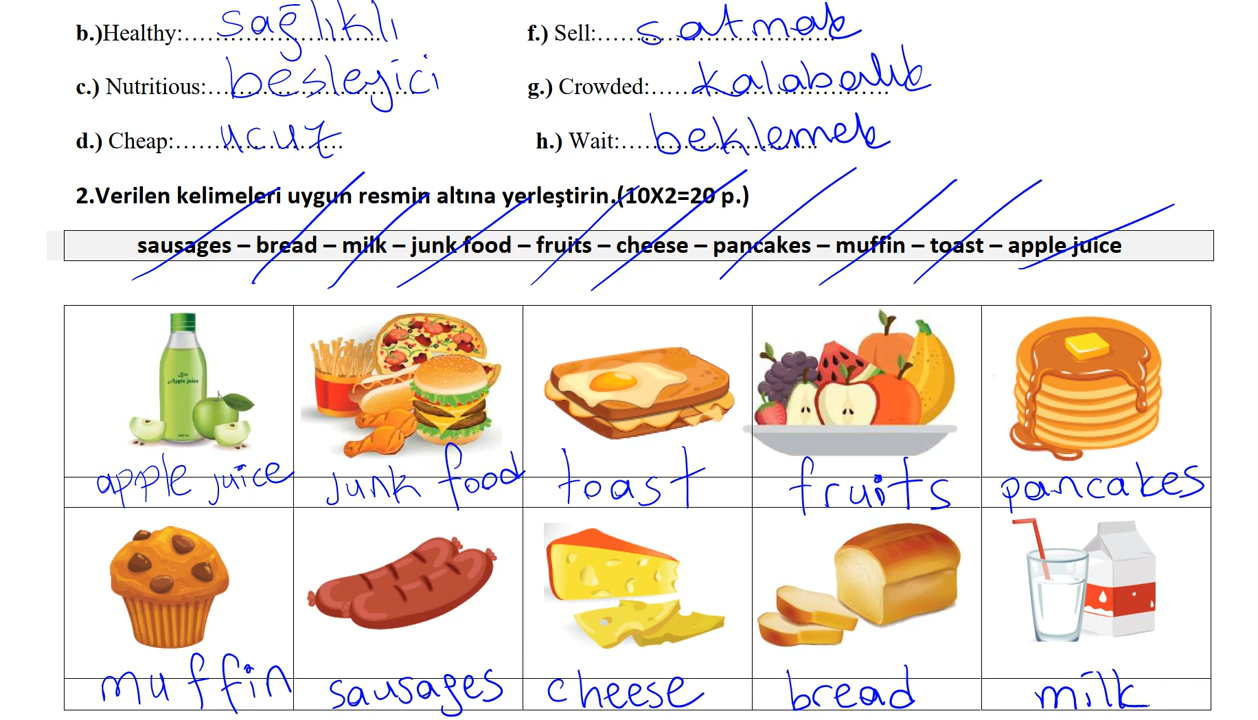 b.)Healthy:....sağlıklı
f.) Sell:....satmak
c.) Nutritious:....besleyici
g.) Crowded:....kalabalık
d.) Cheap:....ucuz
h.) Wait:....beklemek
2.Verilen kelimeleri uygun resmin altına yerleştirin.(10X2=20 p.)
sausages – bread – milk – junk food – fruits – cheese – pancakes – muffin – toast – apple juice
Apple juice
apple juice junk food toast fruits pancakes
muffin sausages cheese bread milk